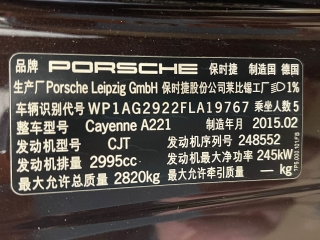 品牌 PORSCHE 保时捷 制造国 德国
生产厂 Porsche Leipzig GmbH 保时捷股份公司莱比锡工厂 1%
车辆识别代号 WP1AG2922FLA19767 乘坐人数 5
整车型号 Cayenne A221 制造年月 2015.02
发动机型号 CJT 发动机序列号 248552
发动机排量 2995cc 发动机最大净功率 245kW
最大允许总质量 2820kg 最大允许牵引质量 — kg